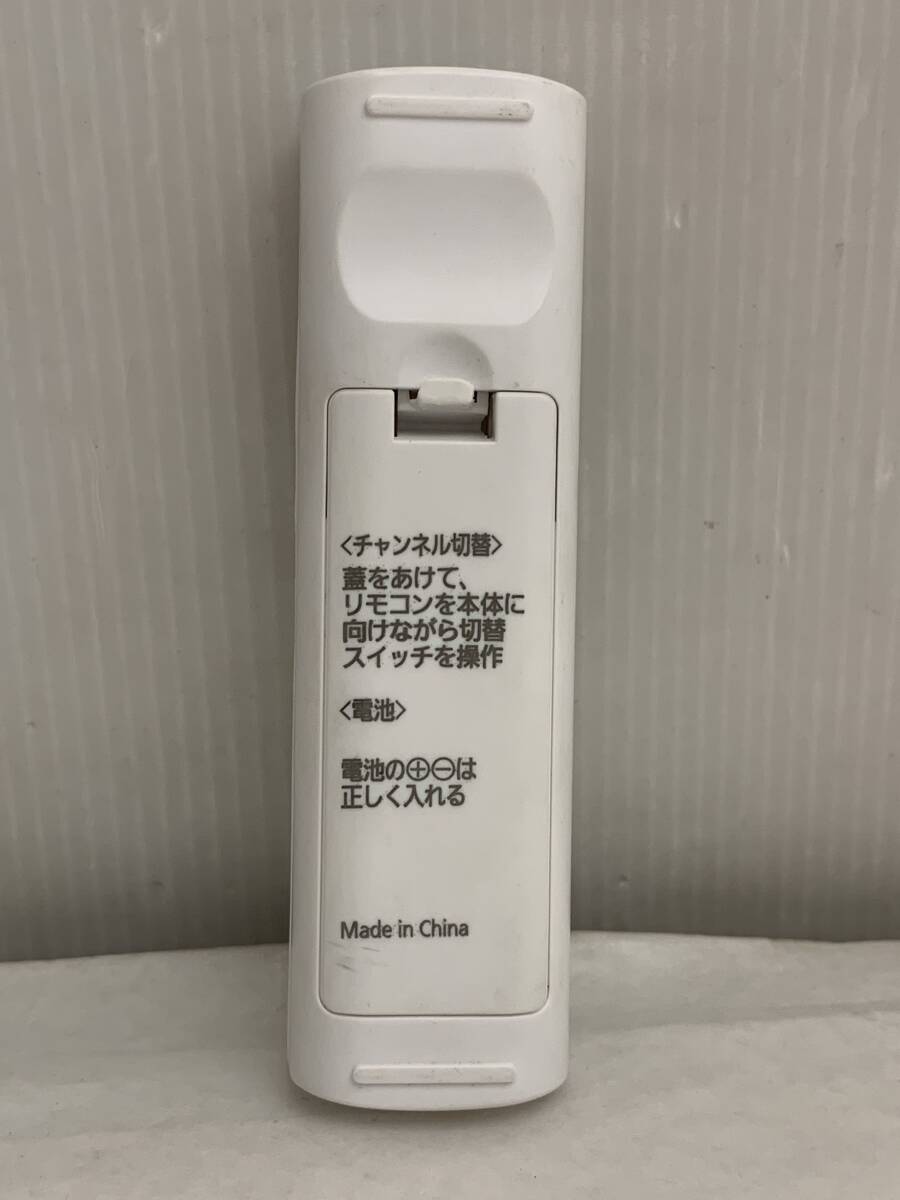 〈チャンネル切替〉
蓋をあけて、
リモコンを本体に
向けながら切替
スイッチを操作
〈電池〉
電池の⊕⊖は
正しく入れる
Made in China